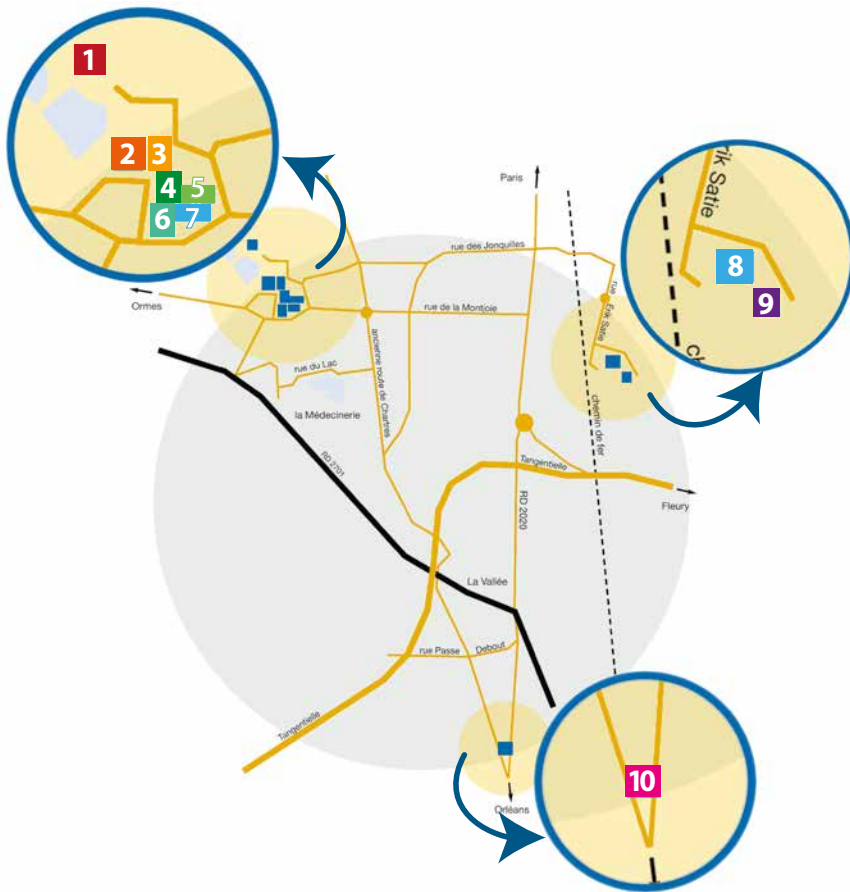 1
2
3
4
5
6
7
rik Satie
8
9
ch
Paris
rue des Jonquilles
Ormes
rue de la Montjoie
rue
Erik Satie
ancienne route de Chartres
rue du Lac
la Médecinerie
chemin de fer
RD 2701
Tangentielle
Fleury
RD 2020
La Vallée
rue Passe Debout
Tangentielle
10
Orléans